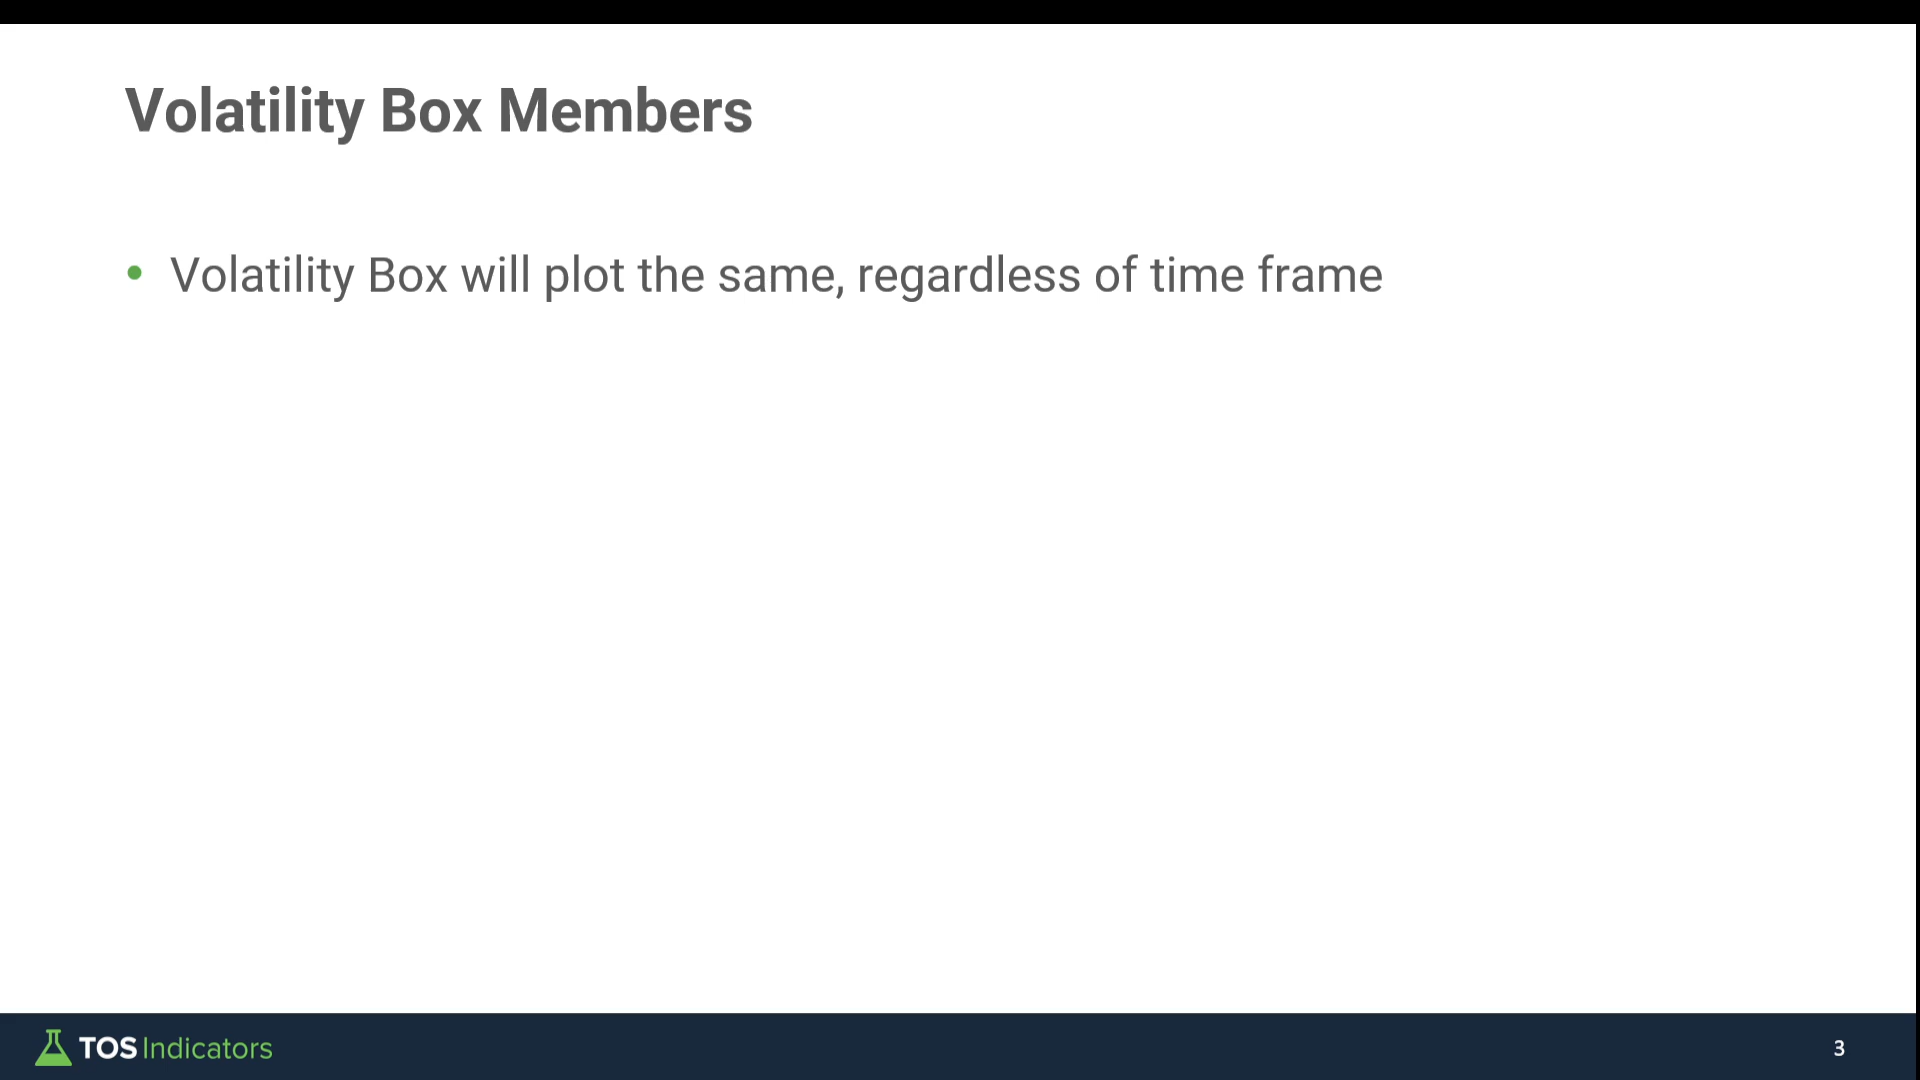 Volatility Box Members
• Volatility Box will plot the same, regardless of time frame
TOS Indicators
3